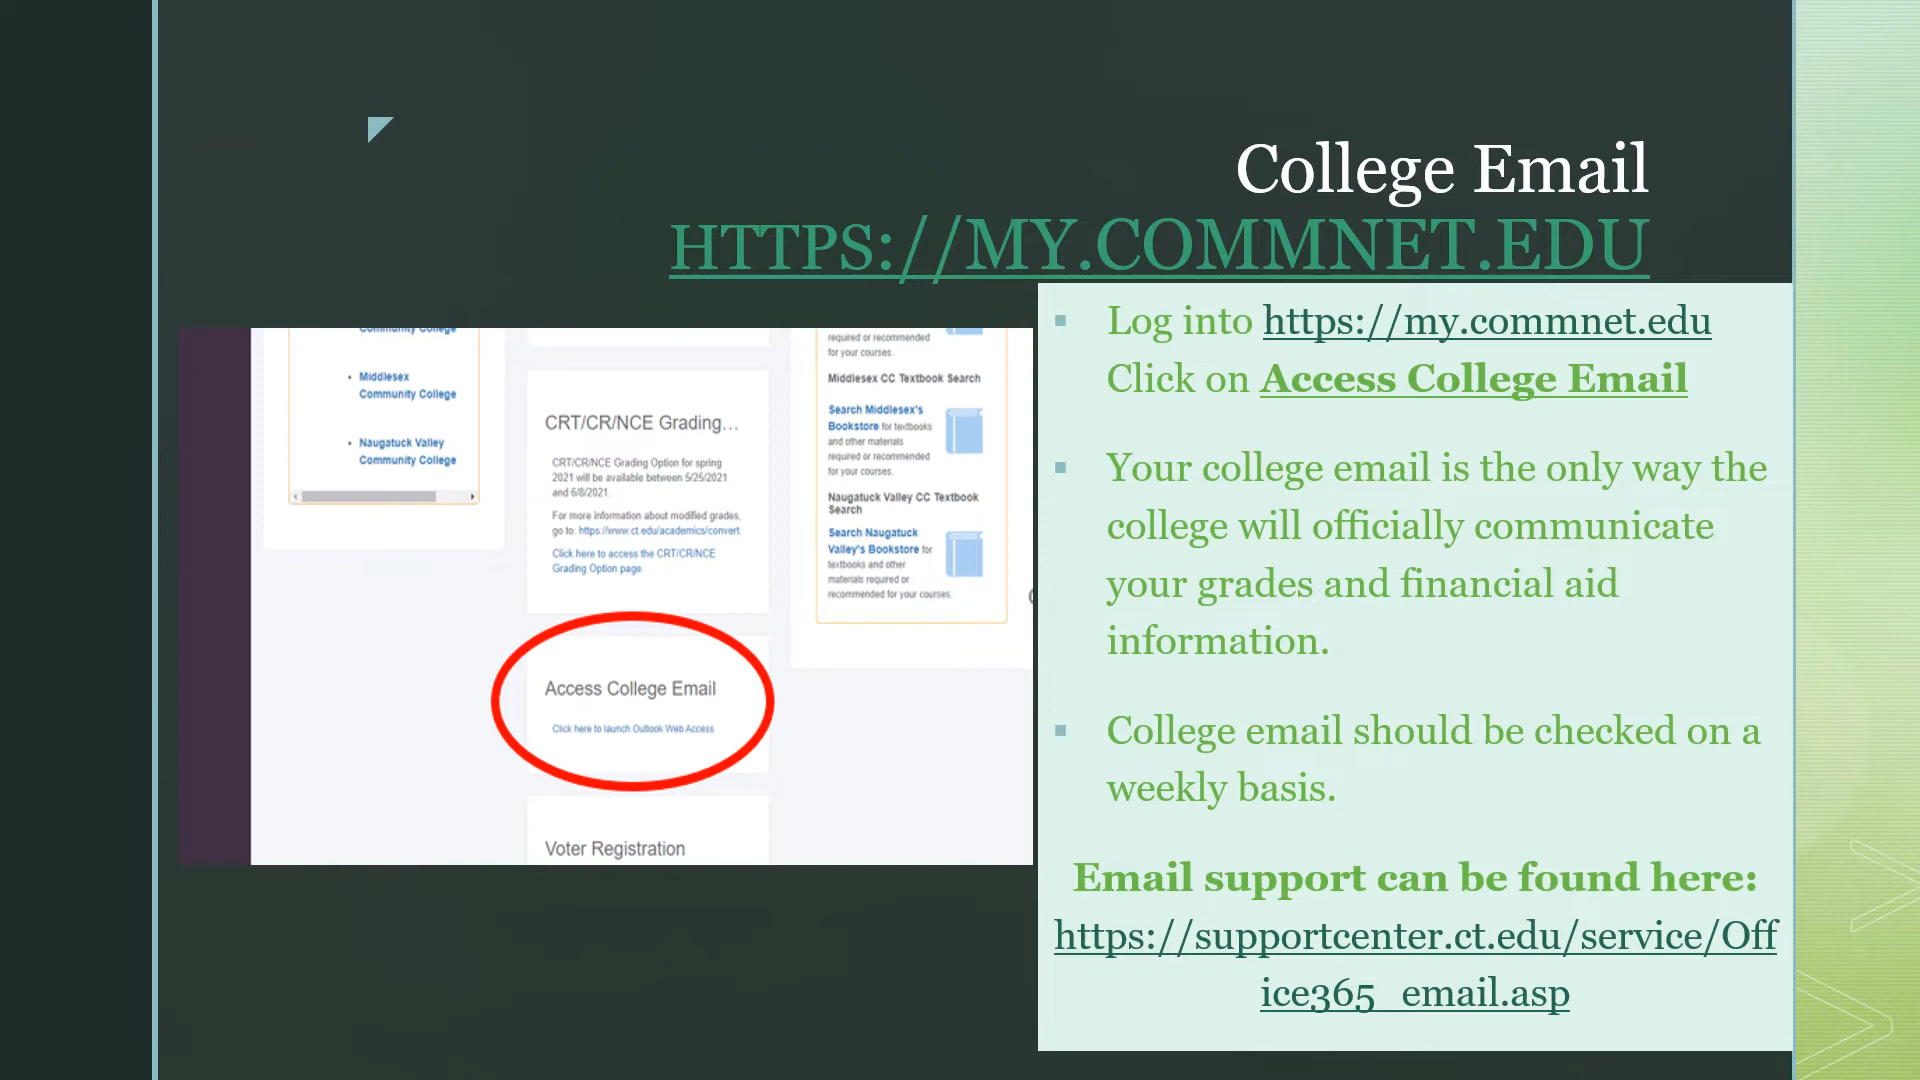 College Email
HTTPS://MY.COMMNET.EDU
Community College
• Middlesex
Community College
• Naugatuck Valley
Community College
CRT/CR/NCE Grading...
CRT/CR/NCE Grading Option for spring
2021 will be available between 5/25/2021
and 6/8/2021.
For more information about modified grades,
go to: https://www.ct.edu/academics/convert.
Click here to access the CRT/CR/NCE
Grading Option page.
Access College Email
Click here to launch Outlook Web Access
Voter Registration
required or recommended
for your courses.
Middlesex CC Textbook Search
Search Middlesex's
Bookstore for textbooks
and other materials
required or recommended
for your courses.
Naugatuck Valley CC Textbook
Search
Search Naugatuck
Valley's Bookstore for
textbooks and other
materials required or
recommended for your courses.
Log into https://my.commnet.edu
Click on Access College Email
Your college email is the only way the
college will officially communicate
your grades and financial aid
information.
College email should be checked on a
weekly basis.
Email support can be found here:
https://supportcenter.ct.edu/service/Off
ice365_email.asp